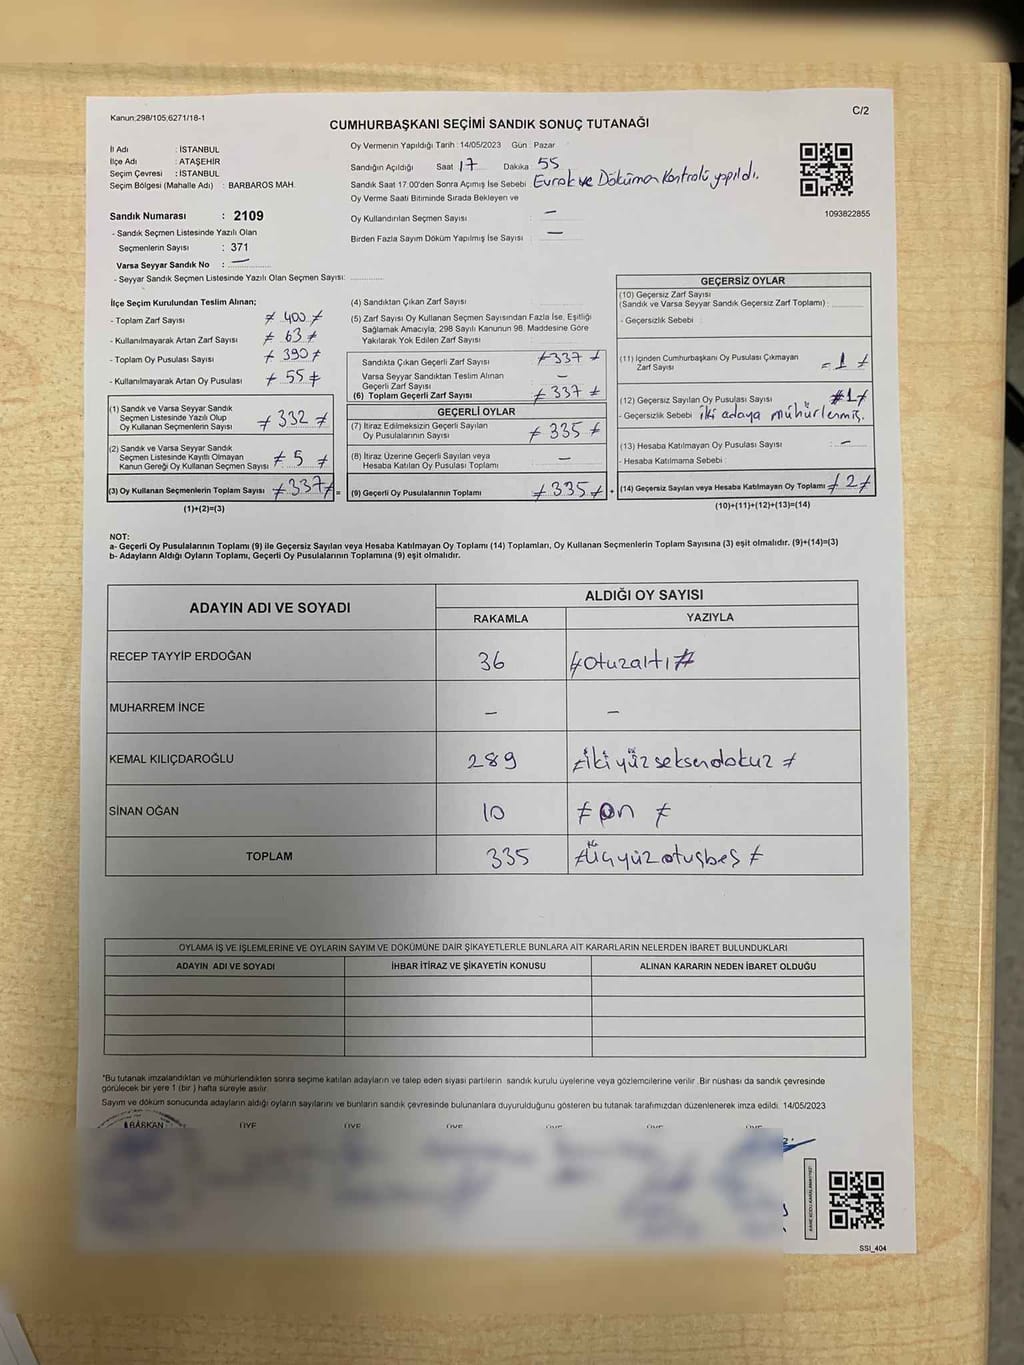 Kanun;298/105,6271/18-1
C/2
CUMHURBAŞKANI SEÇİMİ SANDIK SONUÇ TUTANAĞI
İl Adı : İSTANBUL
İlçe Adı : ATAŞEHİR
Seçim Çevresi : İSTANBUL
Seçim Bölgesi (Mahalle Adı) : BARBAROS MAH.
Oy Vermenin Yapıldığı Tarih : 14/05/2023 Gün : Pazar
Sandığın Açıldığı Saat 17 Dakika : 55
Sandık Saat 17.00'den Sonra Açımış İse Sebebi Evrak ve Döküman Kontrolü yapıldı.
Oy Verme Saati Bitiminde Sırada Bekleyen ve
Oy Kullandırılan Seçmen Sayısı : —
Birden Fazla Sayım Döküm Yapılmış İse Sayısı : —
1093822855
Sandık Numarası : 2109
- Sandık Seçmen Listesinde Yazılı Olan
Seçmenlerin Sayısı : 371
Varsa Seyyar Sandık No : —
- Seyyar Sandık Seçmen Listesinde Yazılı Olan Seçmen Sayısı: ............
İlçe Seçim Kurulundan Teslim Alınan;
- Toplam Zarf Sayısı ≠ 400 ≠
- Kullanılmayarak Artan Zarf Sayısı ≠ 63 ≠
- Toplam Oy Pusulası Sayısı ≠ 390 ≠
- Kullanılmayarak Artan Oy Pusulası ≠ 55 ≠
(1) Sandık ve Varsa Seyyar Sandık
Seçmen Listesinde Yazılı Olup
Oy Kullanan Seçmenlerin Sayısı ≠ 332 ≠
(2) Sandık ve Varsa Seyyar Sandık
Seçmen Listesinde Kayıtlı Olmayan
Kanun Gereği Oy Kullanan Seçmen Sayısı ≠ 5 ≠
(3) Oy Kullanan Seçmenlerin Toplam Sayısı ≠ 337 ≠ =
(1)+(2)=(3)
(4) Sandıktan Çıkan Zarf Sayısı
(5) Zarf Sayısı Oy Kullanan Seçmen Sayısından Fazla İse, Eşitliği
Sağlamak Amacıyla; 298 Sayılı Kanunun 98. Maddesine Göre
Yakılarak Yok Edilen Zarf Sayısı
Sandıkta Çıkan Geçerli Zarf Sayısı ≠ 337 ≠
Varsa Seyyar Sandıktan Teslim Alınan
Geçerli Zarf Sayısı —
(6) Toplam Geçerli Zarf Sayısı ≠ 337 ≠
GEÇERLİ OYLAR
(7) İtiraz Edilmeksizin Geçerli Sayılan
Oy Pusulalarının Sayısı ≠ 335 ≠
(8) İtiraz Üzerine Geçerli Sayılan veya
Hesaba Katılan Oy Pusulası Toplamı —
(9) Geçerli Oy Pusulalarının Toplamı ≠ 335 ≠ +
GEÇERSİZ OYLAR
(10) Geçersiz Zarf Sayısı
(Sandık ve Varsa Seyyar Sandık Geçersiz Zarf Toplamı) :
- Geçersizlik Sebebi :
(11) İçinden Cumhurbaşkanı Oy Pusulası Çıkmayan
Zarf Sayısı = 1 ≠
(12) Geçersiz Sayılan Oy Pusulası Sayısı ≠ 1 ≠
- Geçersizlik Sebebi iki adaya mühürlenmiş.
(13) Hesaba Katılmayan Oy Pusulası Sayısı : —
- Hesaba Katılmama Sebebi :
(14) Geçersiz Sayılan veya Hesaba Katılmayan Oy Toplamı ≠ 2 ≠
(10)+(11)+(12)+(13)=(14)
NOT:
a- Geçerli Oy Pusulalarının Toplamı (9) ile Geçersiz Sayılan veya Hesaba Katılmayan Oy Toplamı (14) Toplamları, Oy Kullanan Seçmenlerin Toplam Sayısına (3) eşit olmalıdır. (9)+(14)=(3)
b- Adayların Aldığı Oyların Toplamı, Geçerli Oy Pusulalarının Toplamına (9) eşit olmalıdır.
ADAYIN ADI VE SOYADI
ALDIĞI OY SAYISI
RAKAMLA YAZIYLA
RECEP TAYYİP ERDOĞAN 36 ≠ otuzaltı #
MUHARREM İNCE – –
KEMAL KILIÇDAROĞLU 289 ≠ iki yüz seksendokuz ≠
SİNAN OĞAN 10 ≠ on ≠
TOPLAM 335 ≠ üçyüz otuzbeş ≠
OYLAMA İŞ VE İŞLEMLERİNE VE OYLARIN SAYIM VE DÖKÜMÜNE DAİR ŞİKAYETLERLE BUNLARA AİT KARARLARIN NELERDEN İBARET BULUNDUKLARI
ADAYIN ADI VE SOYADI İHBAR İTİRAZ VE ŞİKAYETİN KONUSU ALINAN KARARIN NEDEN İBARET OLDUĞU
*Bu tutanak imzalandıktan ve mühürlendikten sonra seçime katılan adayların ve talep eden siyasi partilerin sandık kurulu üyelerine veya gözlemcilerine verilir. Bir nüshası da sandık çevresinde
görülecek bir yere 1 (bir) hafta süreyle asılır.
Sayım ve döküm sonucunda adayların aldığı oyların sayılarını ve bunların sandık çevresinde bulunanlara duyurulduğunu gösteren bu tutanak tarafımızdan düzenlenerek imza edildi. 14/05/2023
BAŞKAN ÜYE ÜYE ÜYE ÜYE ÜYE ÜYE
SSI_404